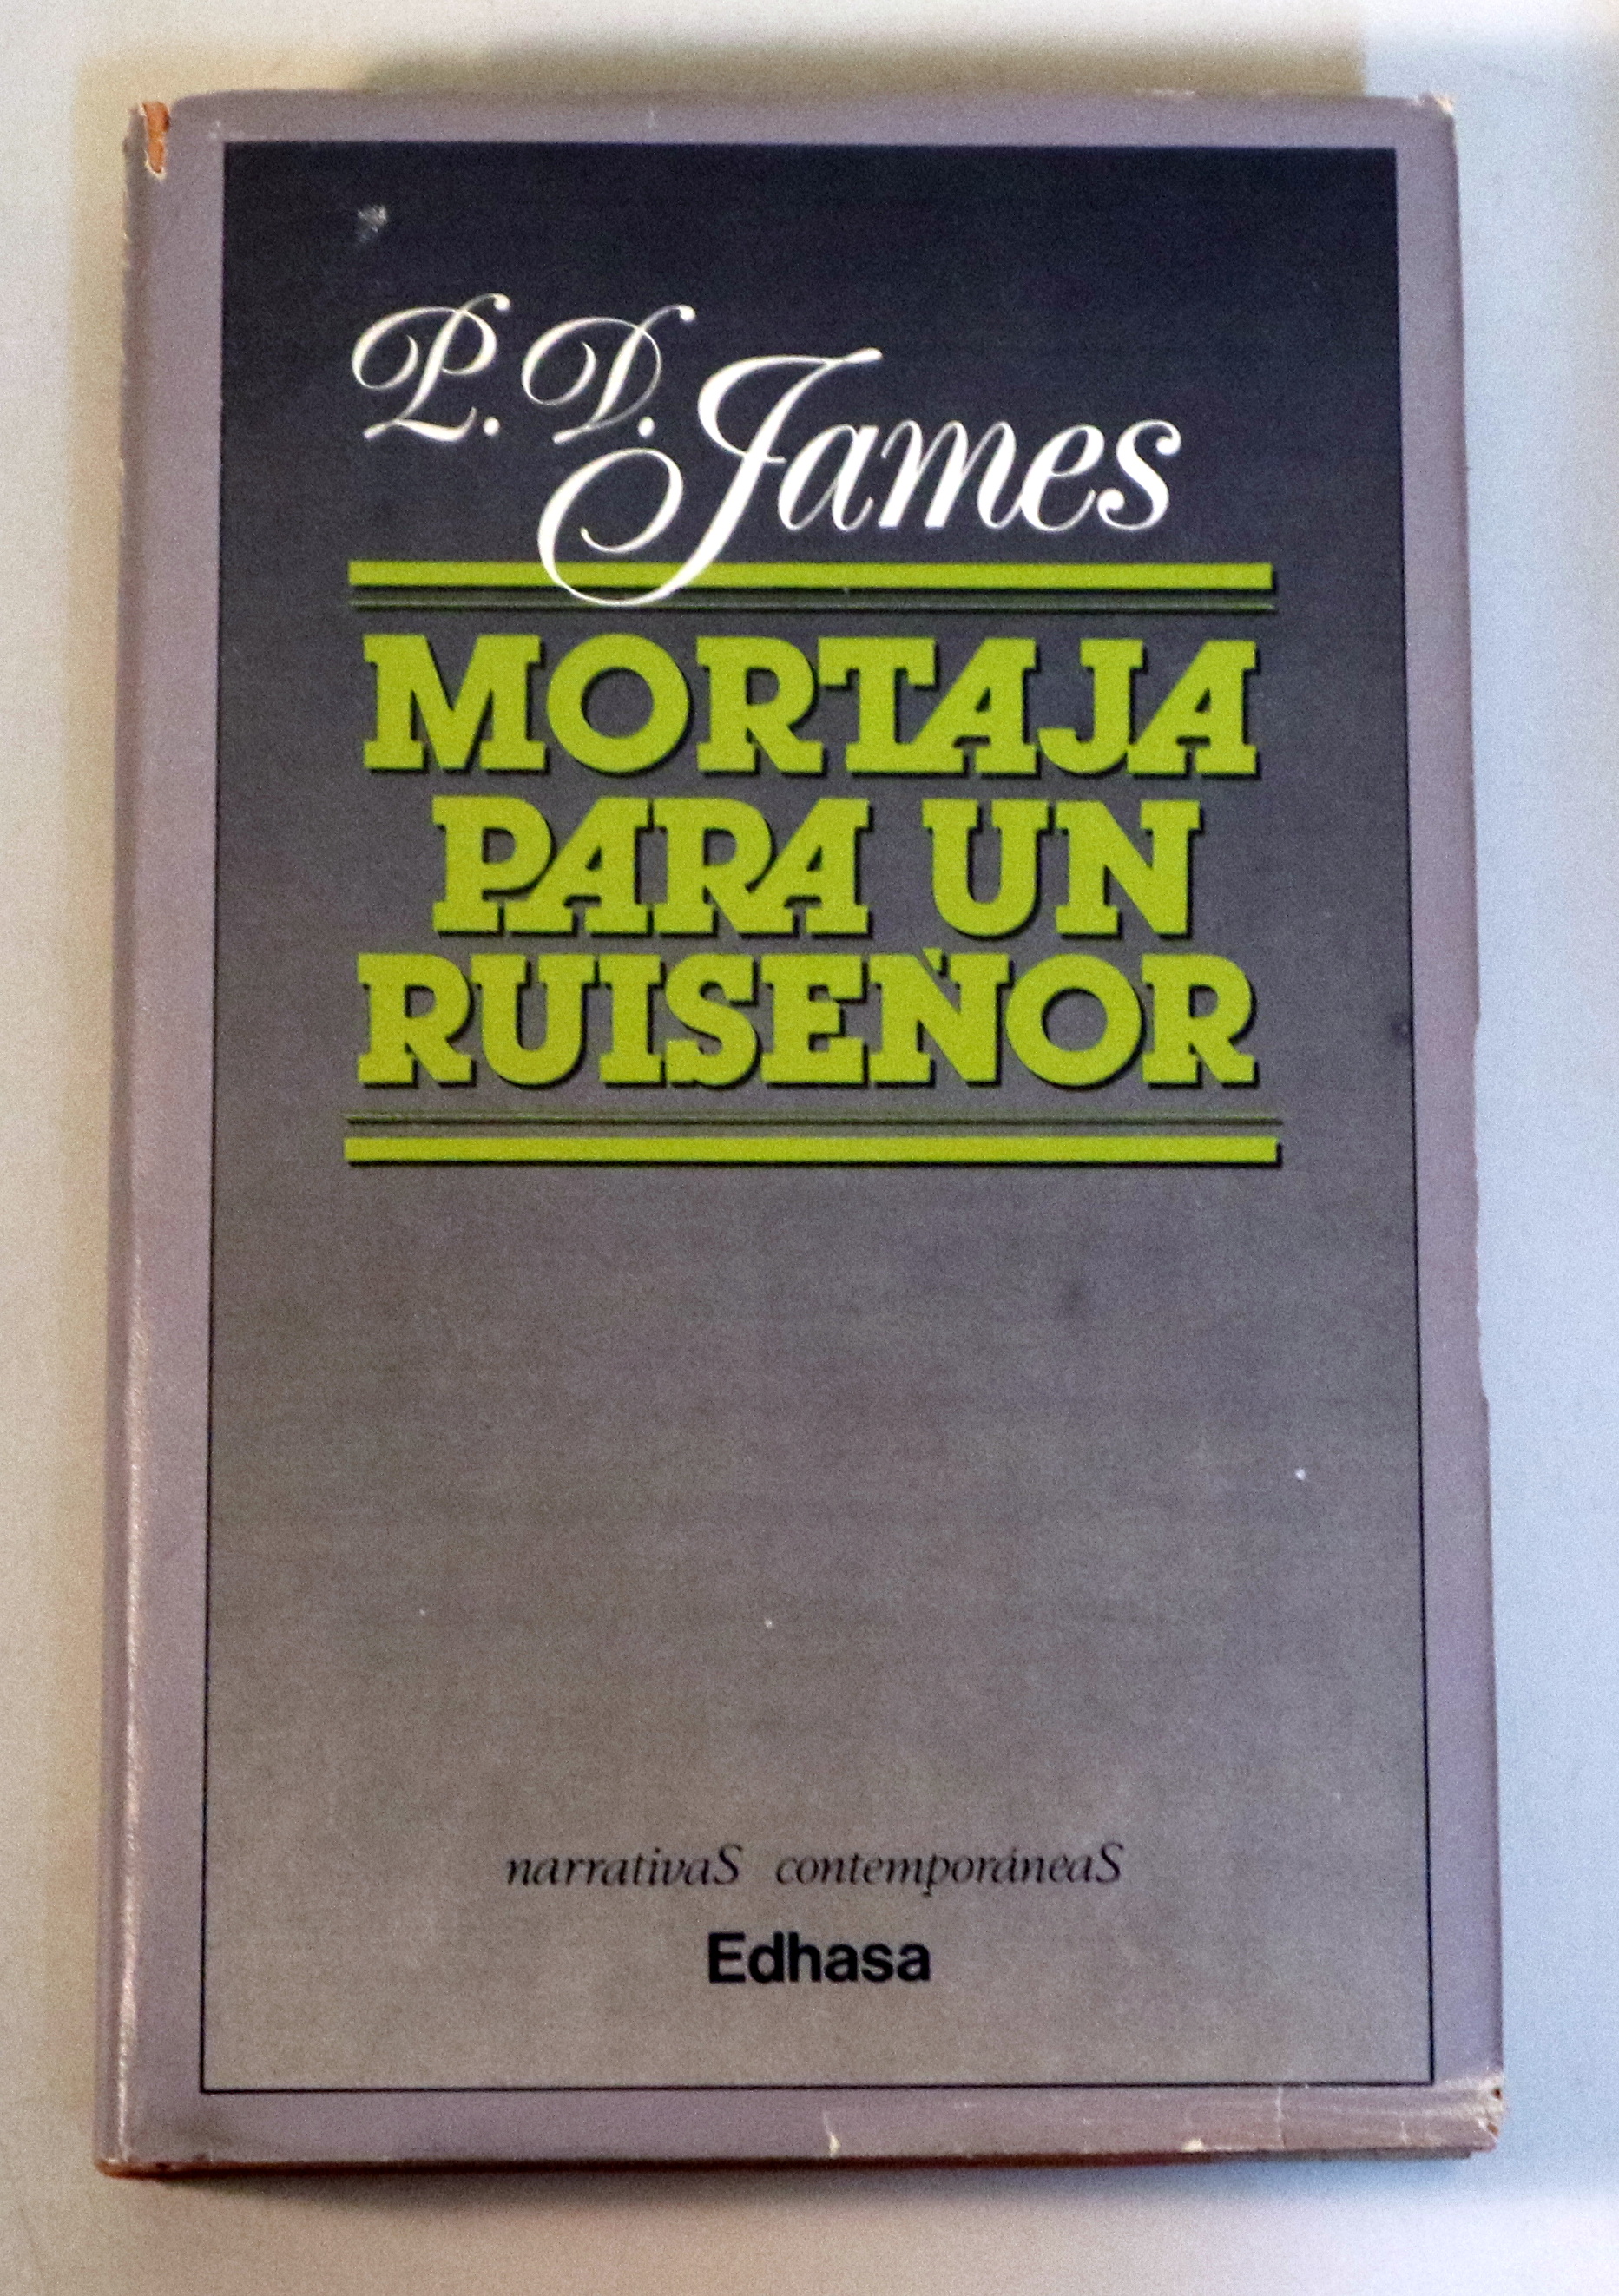 P. D. James
MORTAJA
PARA UN
RUISEÑOR
narrativaS contemporáneaS
Edhasa